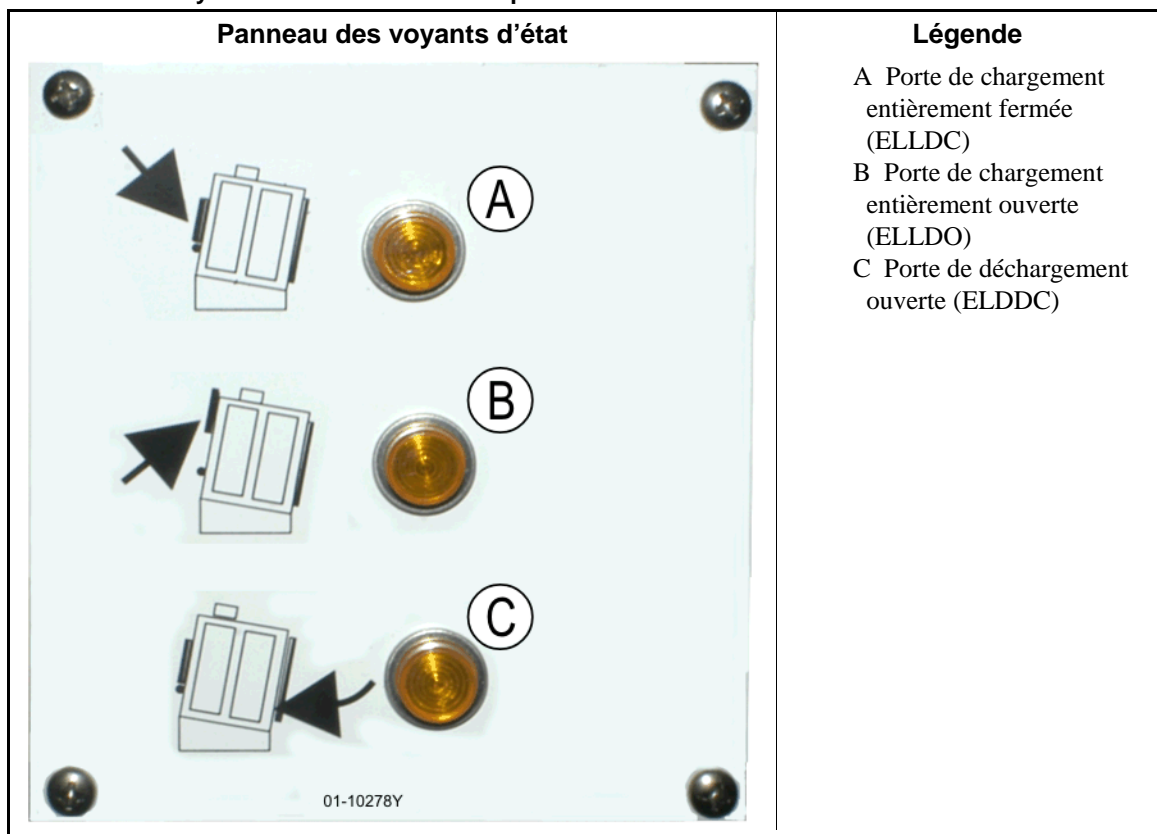 Panneau des voyants d'état
Légende
A
B
C
01-10278Y
A Porte de chargement
entièrement fermée
(ELLDC)
B Porte de chargement
entièrement ouverte
(ELLDO)
C Porte de déchargement
ouverte (ELDDC)